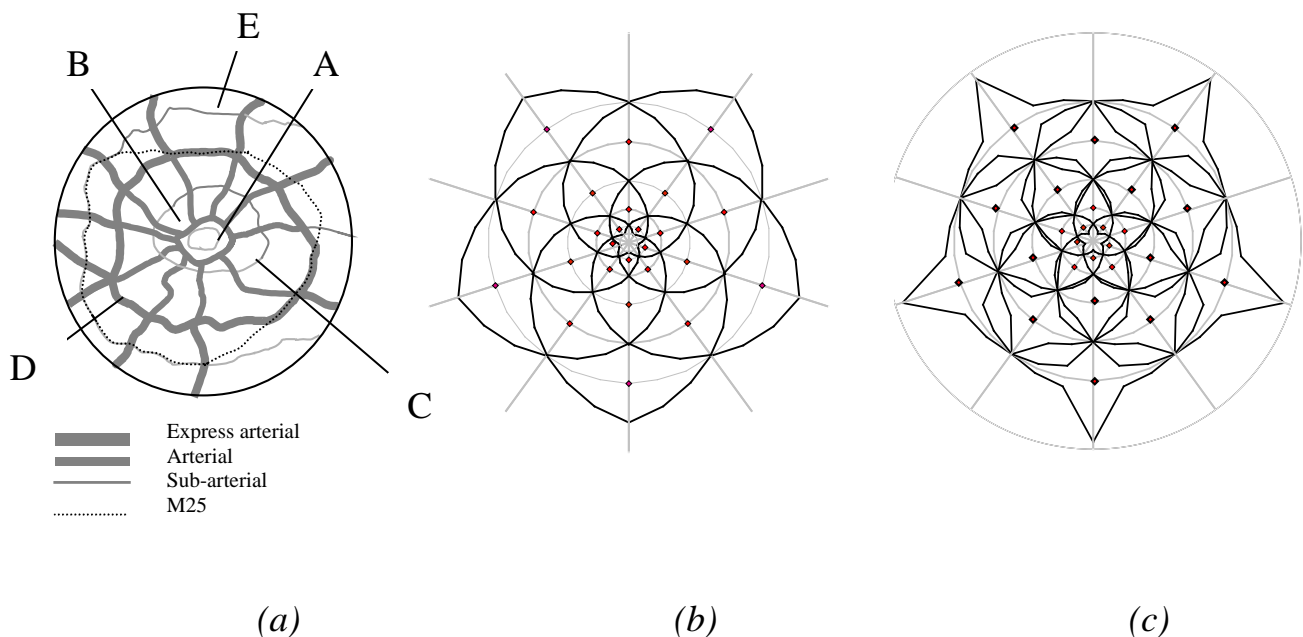 E
B
A
D
C
Express arterial
Arterial
Sub-arterial
M25
(a)
(b)
(c)